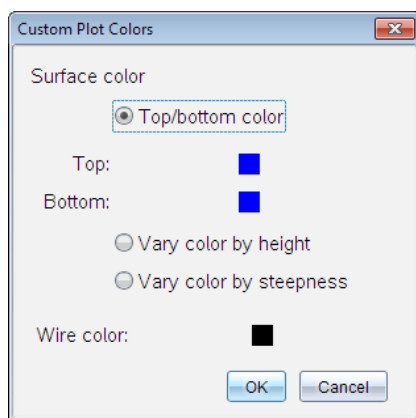 Custom Plot Colors
Surface color
Top/bottom color
Top:
Bottom:
Vary color by height
Vary color by steepness
Wire color:
OK Cancel